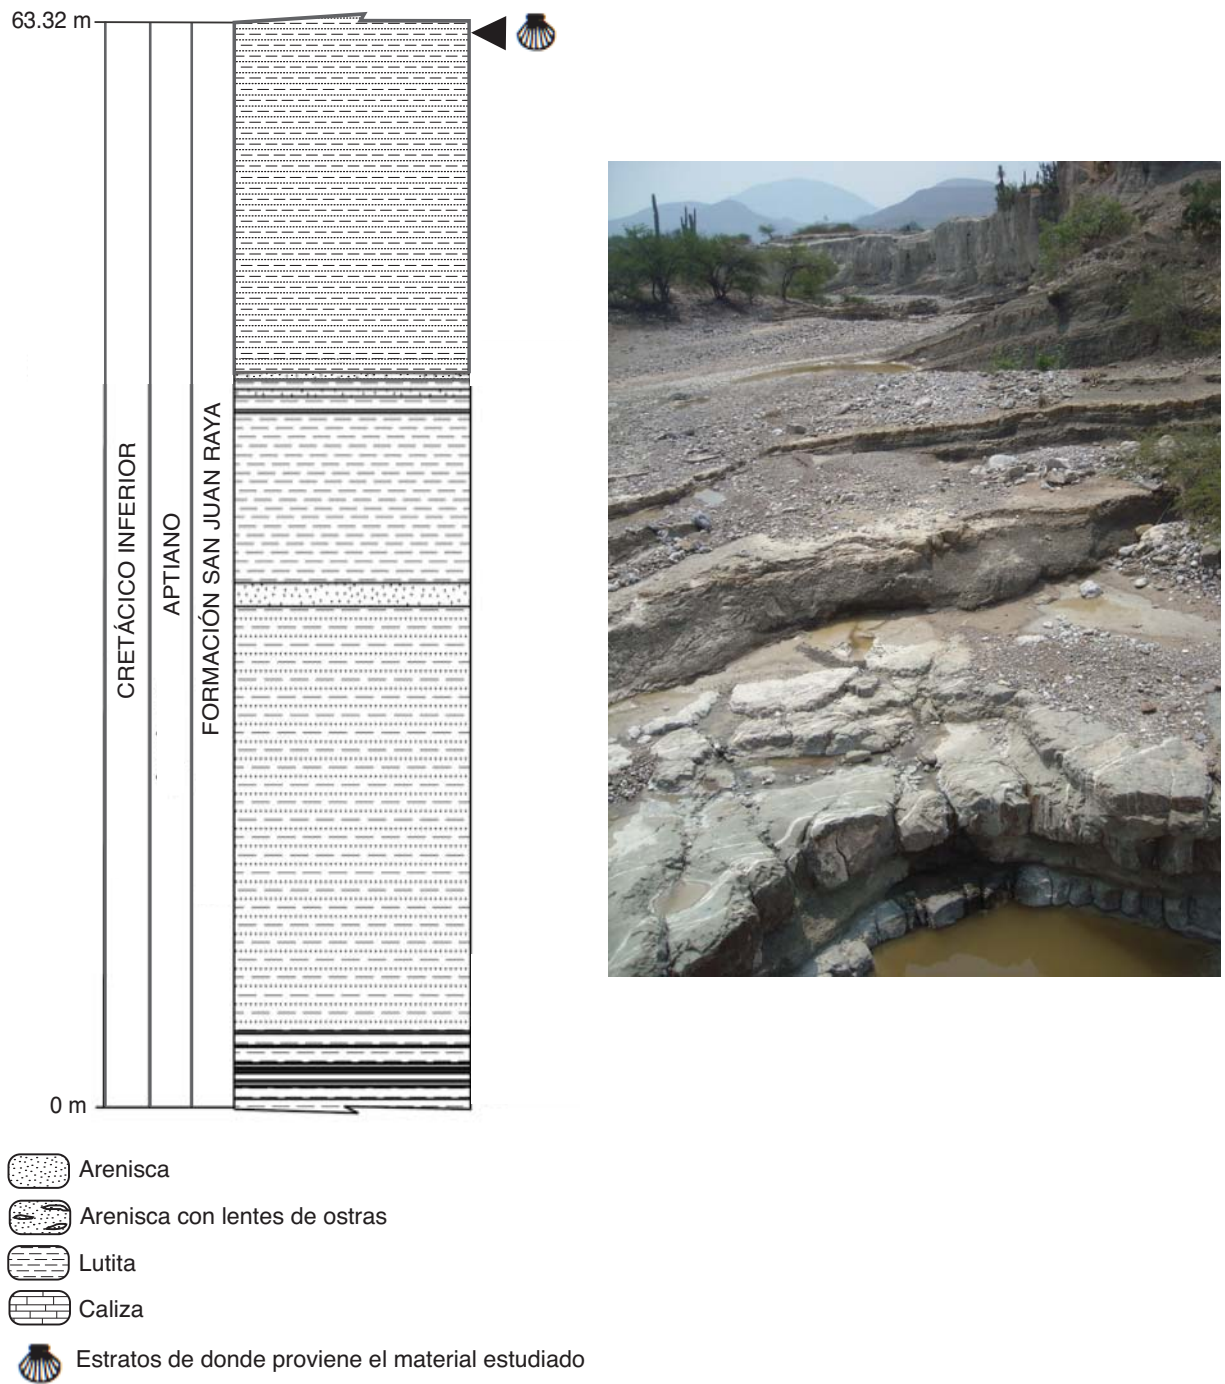 63.32 m
CRETÁCICO INFERIOR
APTIANO
FORMACIÓN SAN JUAN RAYA
0 m
Arenisca
Arenisca con lentes de ostras
Lutita
Caliza
Estratos de donde proviene el material estudiado